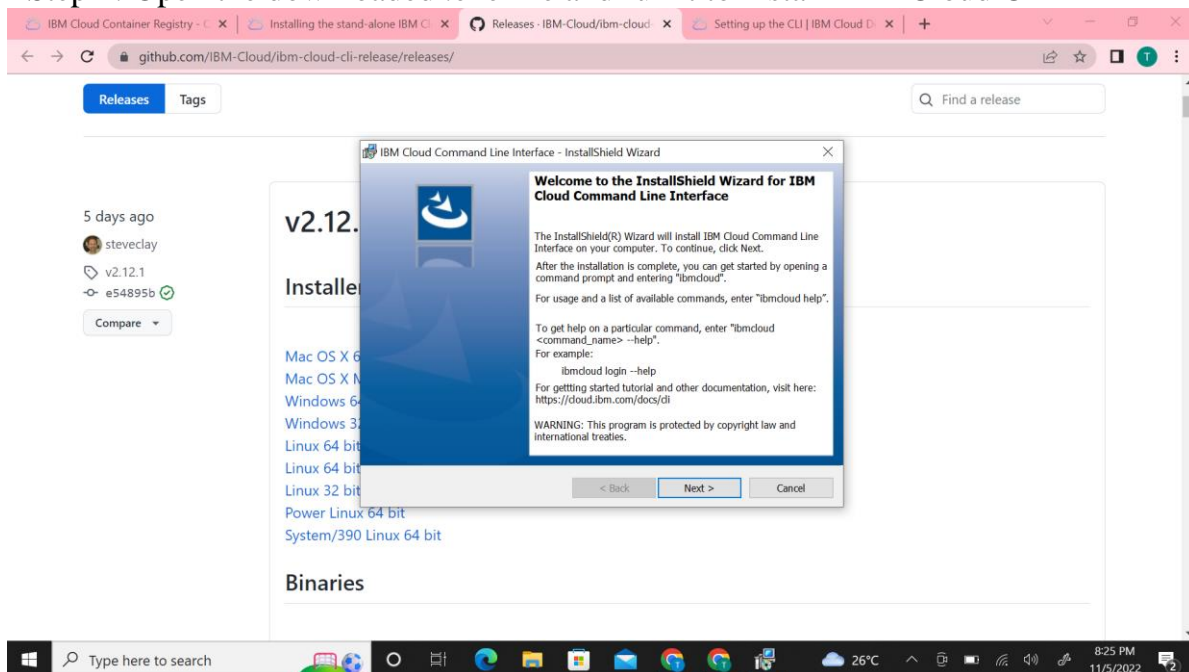 IBM Cloud Container Registry - C
Installing the stand-alone IBM Cl
Releases · IBM-Cloud/ibm-cloud-
Setting up the CLI | IBM Cloud D
github.com/IBM-Cloud/ibm-cloud-cli-release/releases/
T
Releases
Tags
Find a release
5 days ago
steveclay
v2.12.1
e54895b
Compare
v2.12.
Installe
Mac OS X 6
Mac OS X M
Windows 64
Windows 32
Linux 64 bit
Linux 64 bit
Linux 32 bit
Power Linux 64 bit
System/390 Linux 64 bit
Binaries
IBM Cloud Command Line Interface - InstallShield Wizard
Welcome to the InstallShield Wizard for IBM
Cloud Command Line Interface
The InstallShield(R) Wizard will install IBM Cloud Command Line
Interface on your computer. To continue, click Next.
After the installation is complete, you can get started by opening a
command prompt and entering "ibmcloud".
For usage and a list of available commands, enter "ibmcloud help".
To get help on a particular command, enter "ibmcloud
<command_name> --help".
For example:
ibmcloud login --help
For gettting started tutorial and other documentation, visit here:
https://cloud.ibm.com/docs/cli
WARNING: This program is protected by copyright law and
international treaties.
< Back
Next >
Cancel
Type here to search
26°C
8:25 PM
11/5/2022
2